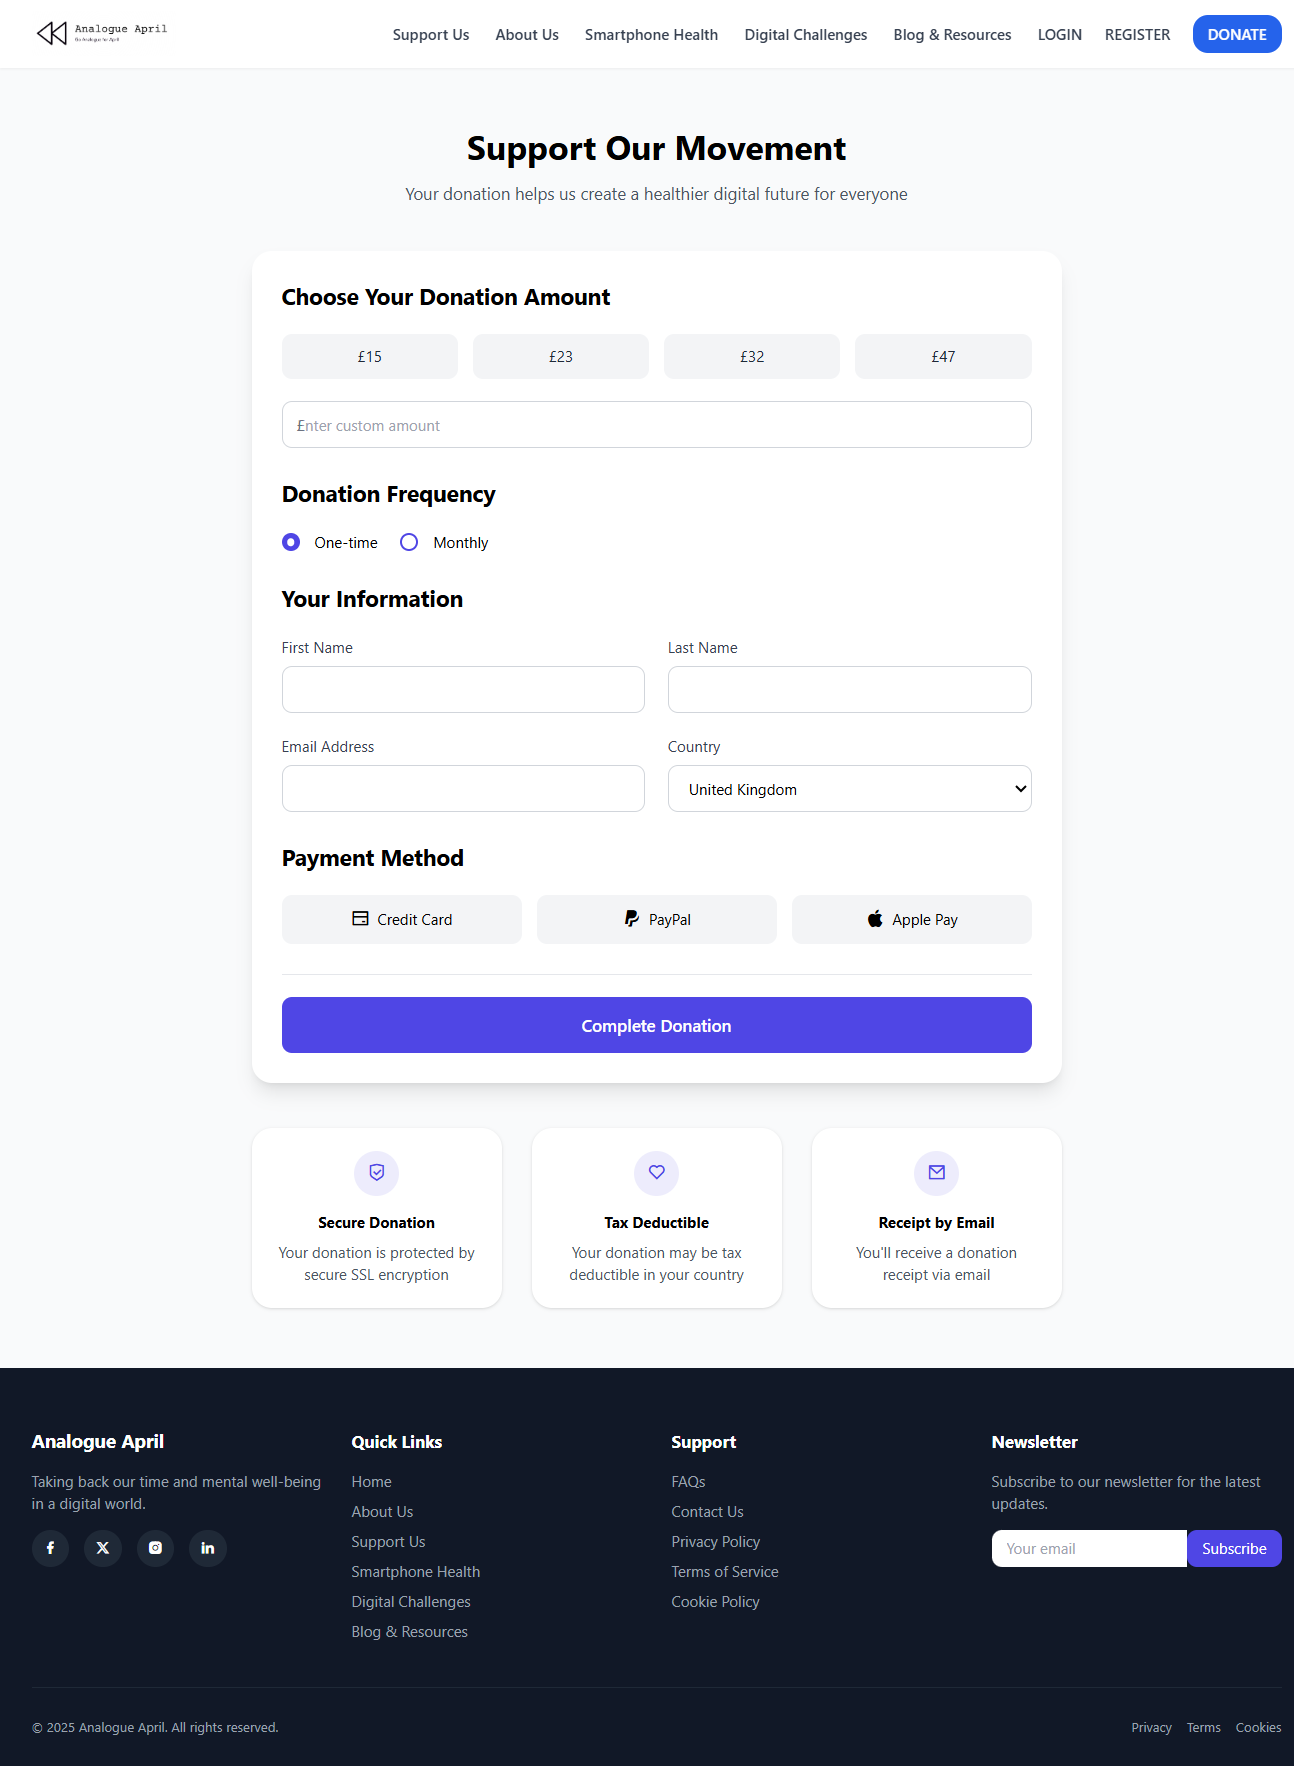 Analogue April
Go Analogue for April
Support Us
About Us
Smartphone Health
Digital Challenges
Blog & Resources
LOGIN
REGISTER
DONATE
Support Our Movement
Your donation helps us create a healthier digital future for everyone
Choose Your Donation Amount
£15
£23
£32
£47
£nter custom amount
Donation Frequency
One-time
Monthly
Your Information
First Name
Last Name
Email Address
Country
United Kingdom
Payment Method
Credit Card
PayPal
Apple Pay
Complete Donation
Secure Donation
Your donation is protected by
secure SSL encryption
Tax Deductible
Your donation may be tax
deductible in your country
Receipt by Email
You'll receive a donation
receipt via email
Analogue April
Taking back our time and mental well-being
in a digital world.
Quick Links
Home
About Us
Support Us
Smartphone Health
Digital Challenges
Blog & Resources
Support
FAQs
Contact Us
Privacy Policy
Terms of Service
Cookie Policy
Newsletter
Subscribe to our newsletter for the latest
updates.
Your email
Subscribe
© 2025 Analogue April. All rights reserved.
Privacy
Terms
Cookies